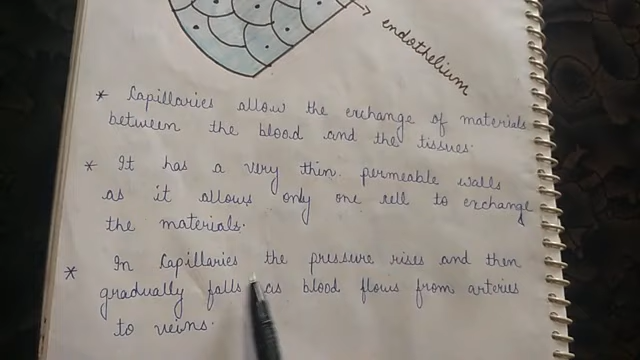 endothelium
* Capillaries allow the exchange of materials
between the blood and the tissues.
* It has a very thin permeable walls
as it allows only one cell to exchange
the materials.
* In Capillaries the pressure rises and then
gradually falls as blood flows from arteries
to veins.